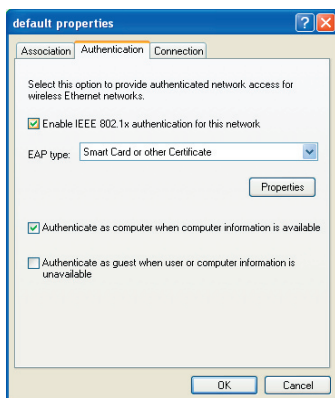 default properties
Association Authentication Connection
Select this option to provide authenticated network access for
wireless Ethernet networks.
Enable IEEE 802.1x authentication for this network
EAP type: Smart Card or other Certificate
Properties
Authenticate as computer when computer information is available
Authenticate as guest when user or computer information is
unavailable
OK Cancel